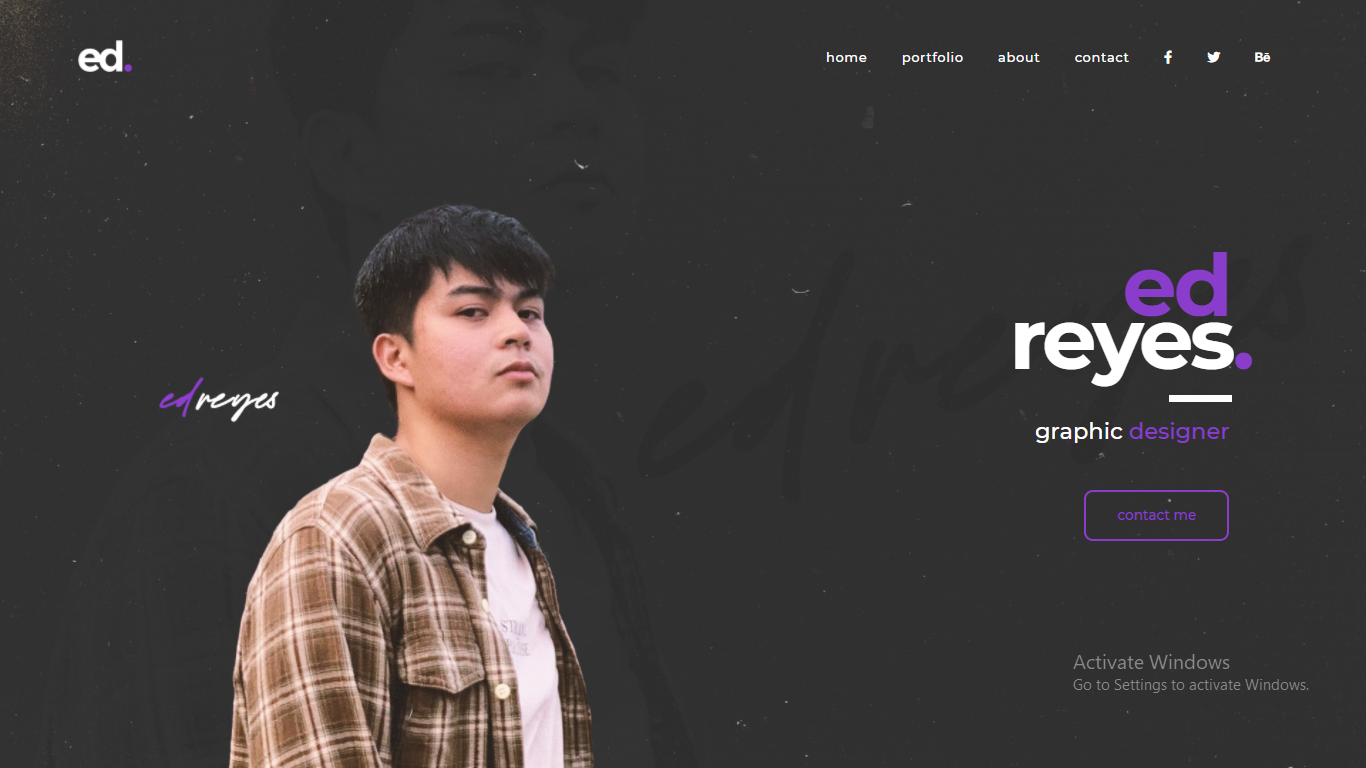 ed.
home portfolio about contact Bē
ed
reyes.
edreyes
graphic designer
contact me
Activate Windows
Go to Settings to activate Windows.